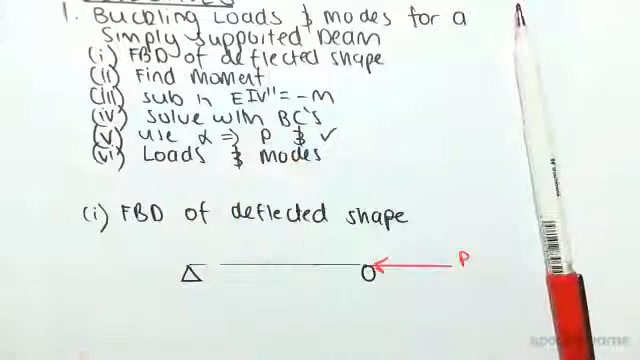 1. Buckling Loads & modes for a
Simply supported beam
(i) FBD of deflected shape
(ii) Find moment
(iii) sub in EIV" = -M
(iv) Solve with BC's
(v) use α => P & V
(vi) Loads & modes
(i) FBD of deflected shape
P